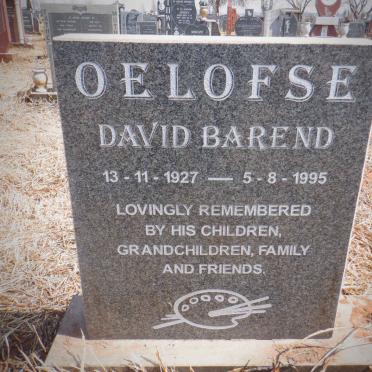 OELOFSE
DAVID BAREND
13 - 11 - 1927 — 5 - 8 - 1995
LOVINGLY REMEMBERED
BY HIS CHILDREN,
GRANDCHILDREN, FAMILY
AND FRIENDS.